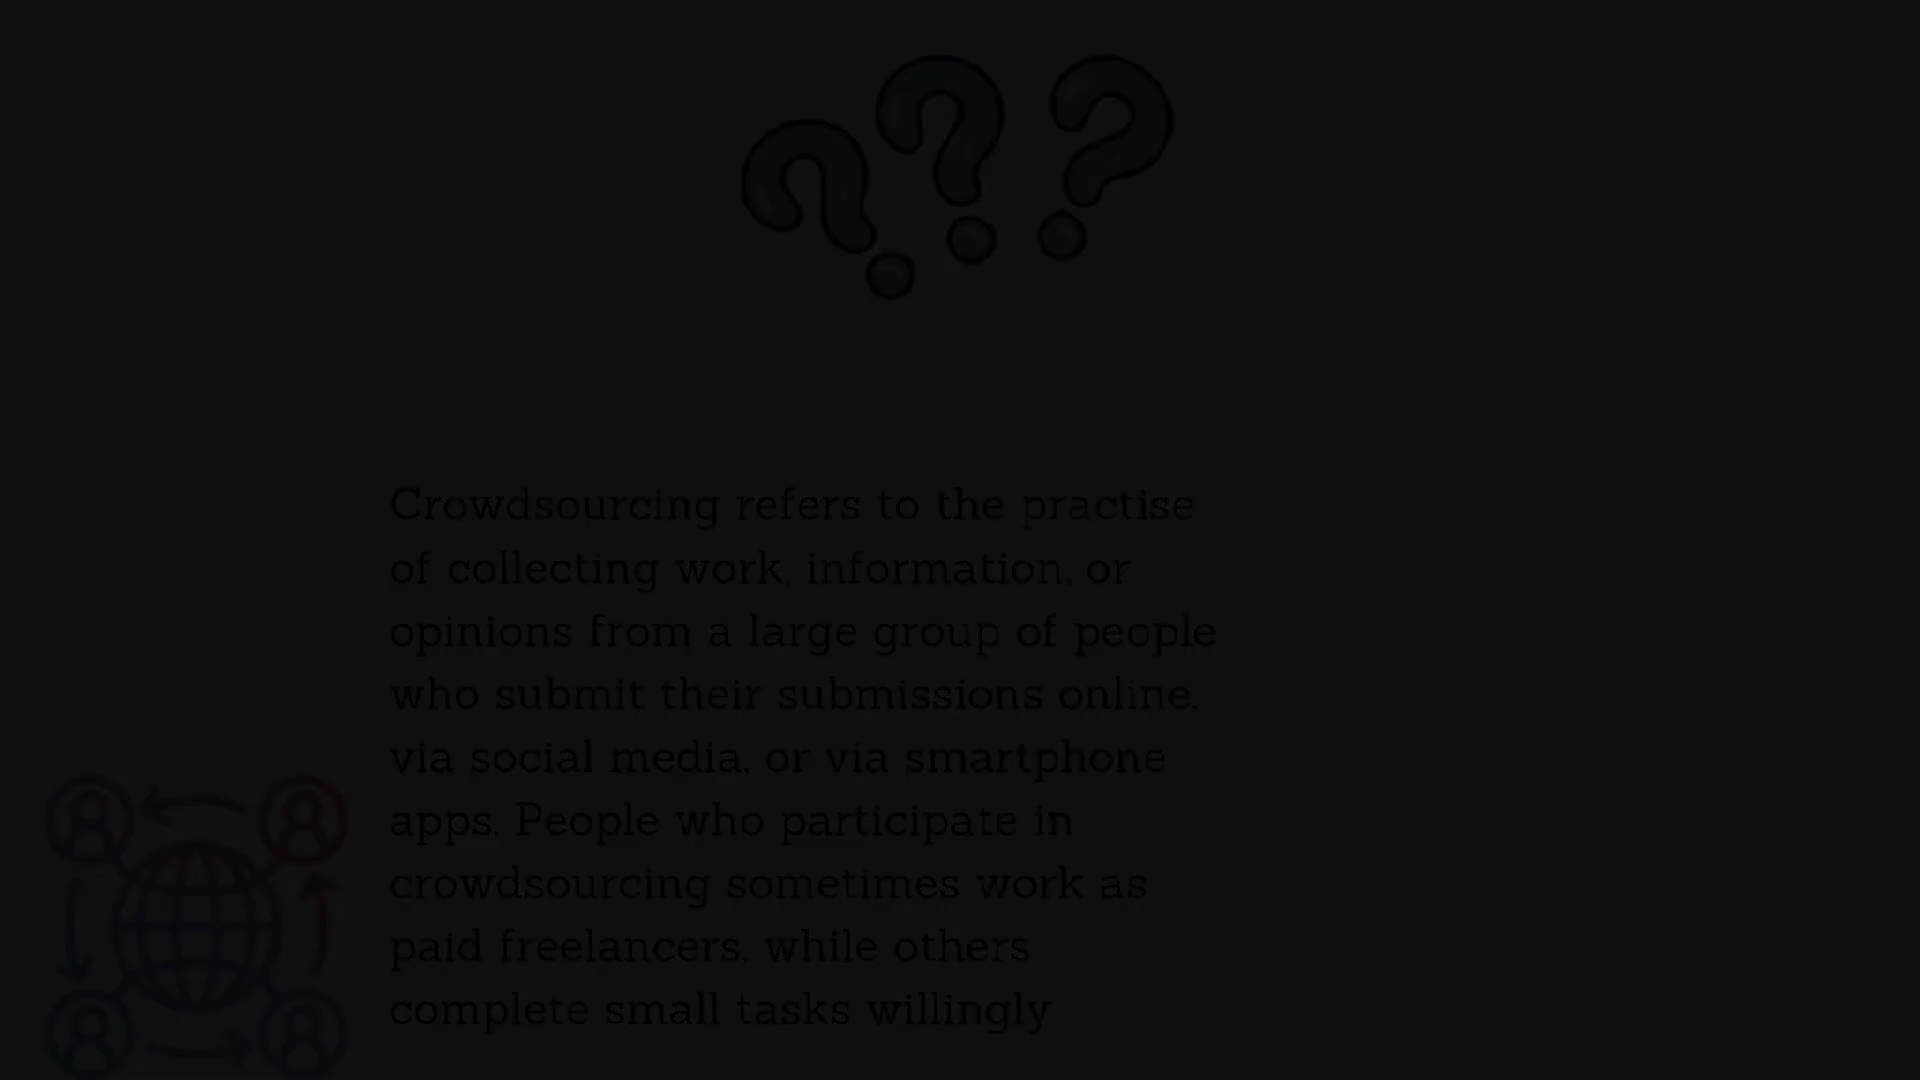 Crowdsourcing refers to the practise
of collecting work, information, or
opinions from a large group of people
who submit their submissions online,
via social media, or via smartphone
apps. People who participate in
crowdsourcing sometimes work as
paid freelancers, while others
complete small tasks willingly